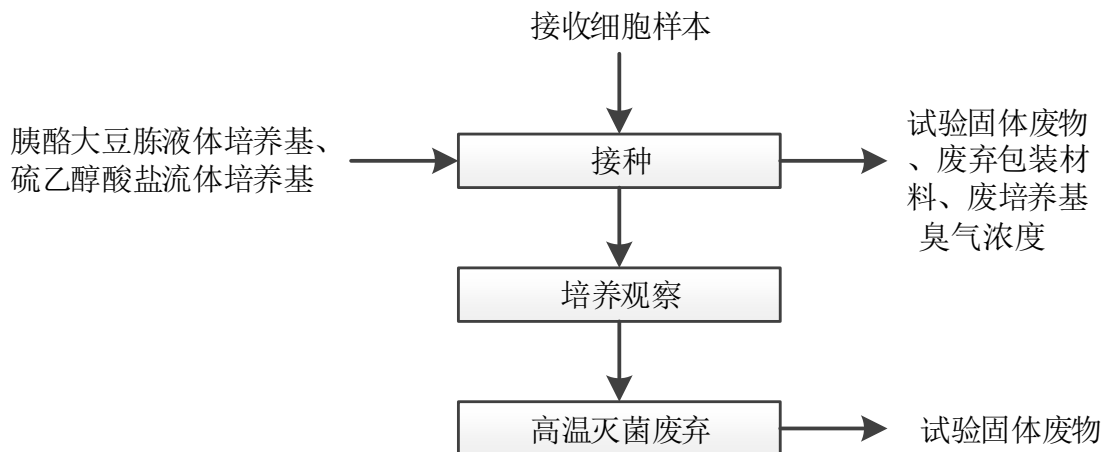 接收细胞样本
胰酪大豆胨液体培养基、
硫乙醇酸盐流体培养基
接种
试验固体废物
、废弃包装材
料、废培养基
臭气浓度
培养观察
高温灭菌废弃
试验固体废物